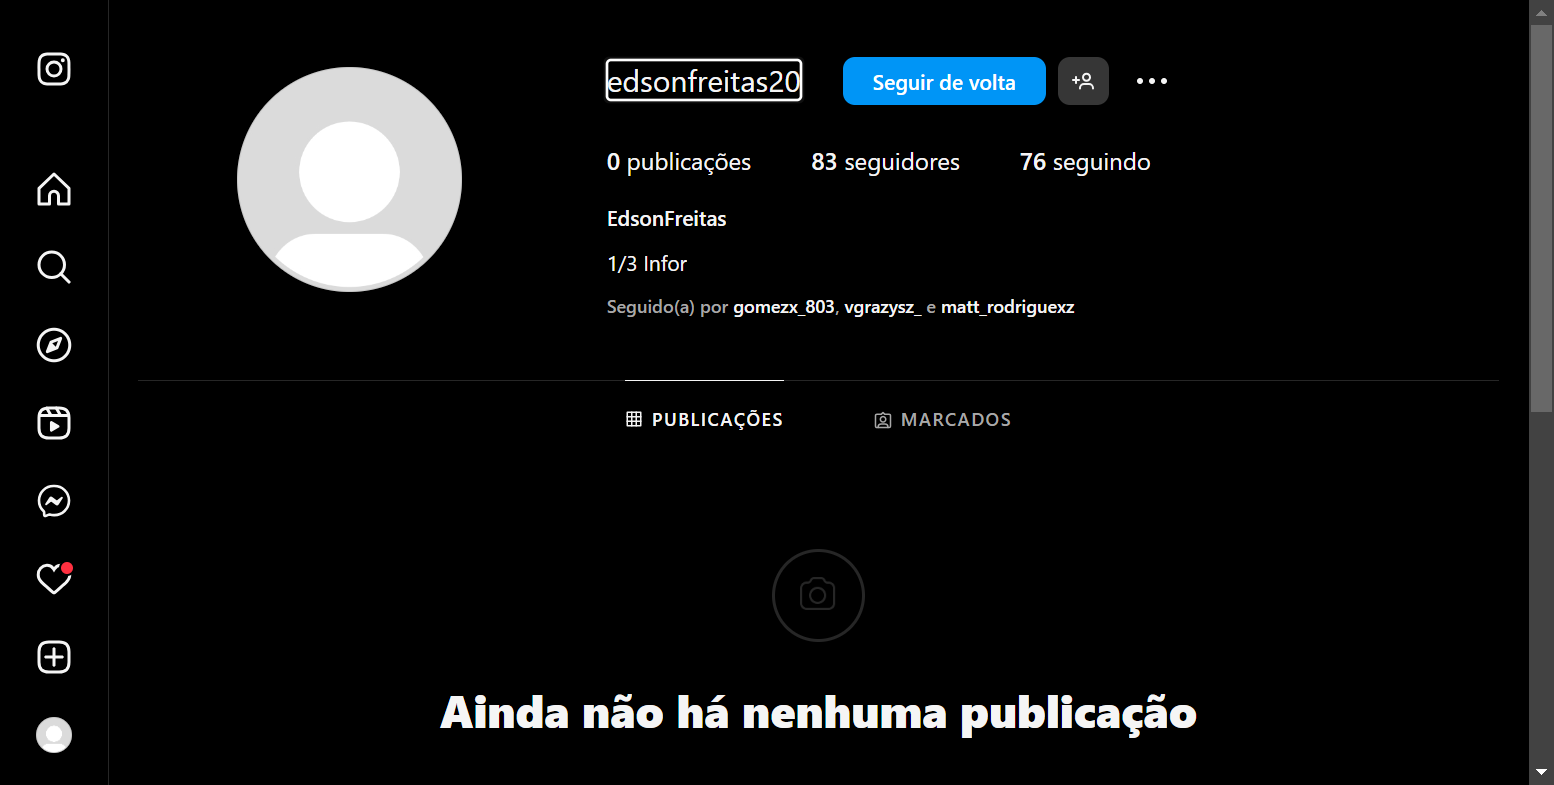 edsonfreitas20
Seguir de volta
0 publicações 83 seguidores 76 seguindo
EdsonFreitas
1/3 Infor
Seguido(a) por gomezx_803, vgrazysz_ e matt_rodriguexz
PUBLICAÇÕES
MARCADOS
Ainda não há nenhuma publicação